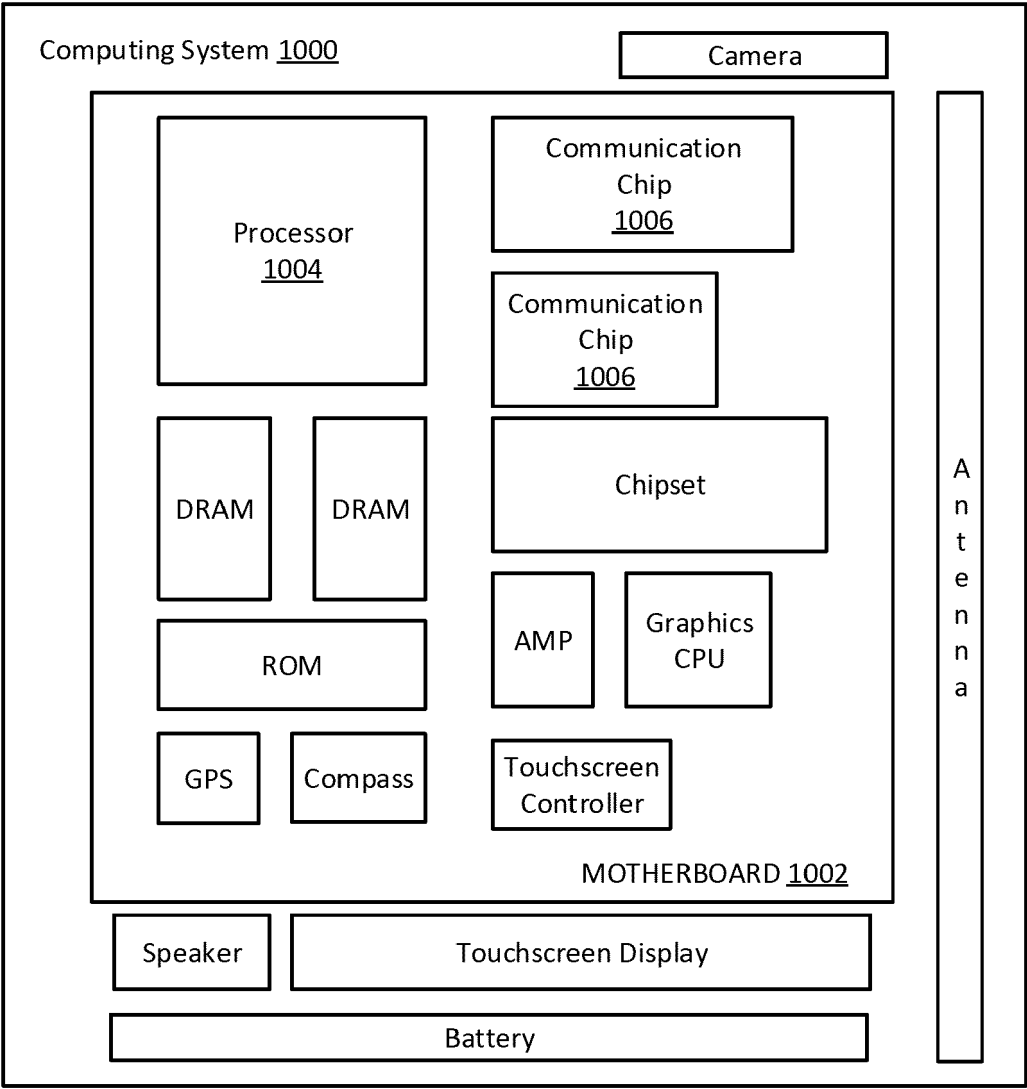 Computing System 1000
Camera
Processor
1004
Communication
Chip
1006
Communication
Chip
1006
DRAM
DRAM
Chipset
ROM
AMP
Graphics
CPU
GPS
Compass
Touchscreen
Controller
MOTHERBOARD 1002
Antenna
Speaker
Touchscreen Display
Battery